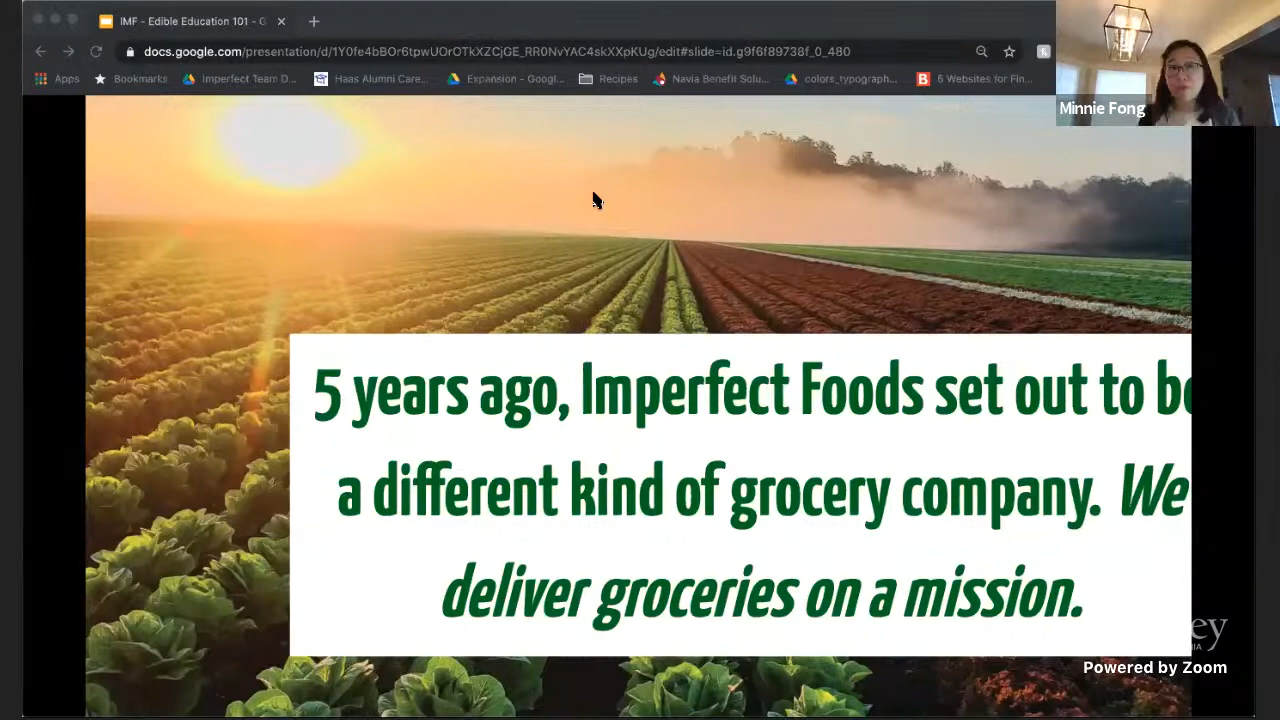 IMF - Edible Education 101 - G
docs.google.com/presentation/d/1Y0fe4bBOr6tpwUOrOTkXZCjGE_RR0NvYAC4skXXpKUg/edit#slide=id.g9f6f89738f_0_480
Apps Bookmarks Imperfect Team D... Haas Alumni Care... Expansion - Googl... Recipes Navia Benefit Solu... colors_typograph... B 6 Websites for Fin...
Minnie Fong
5 years ago, Imperfect Foods set out to be
a different kind of grocery company. We
deliver groceries on a mission.
ey
IA
Powered by Zoom